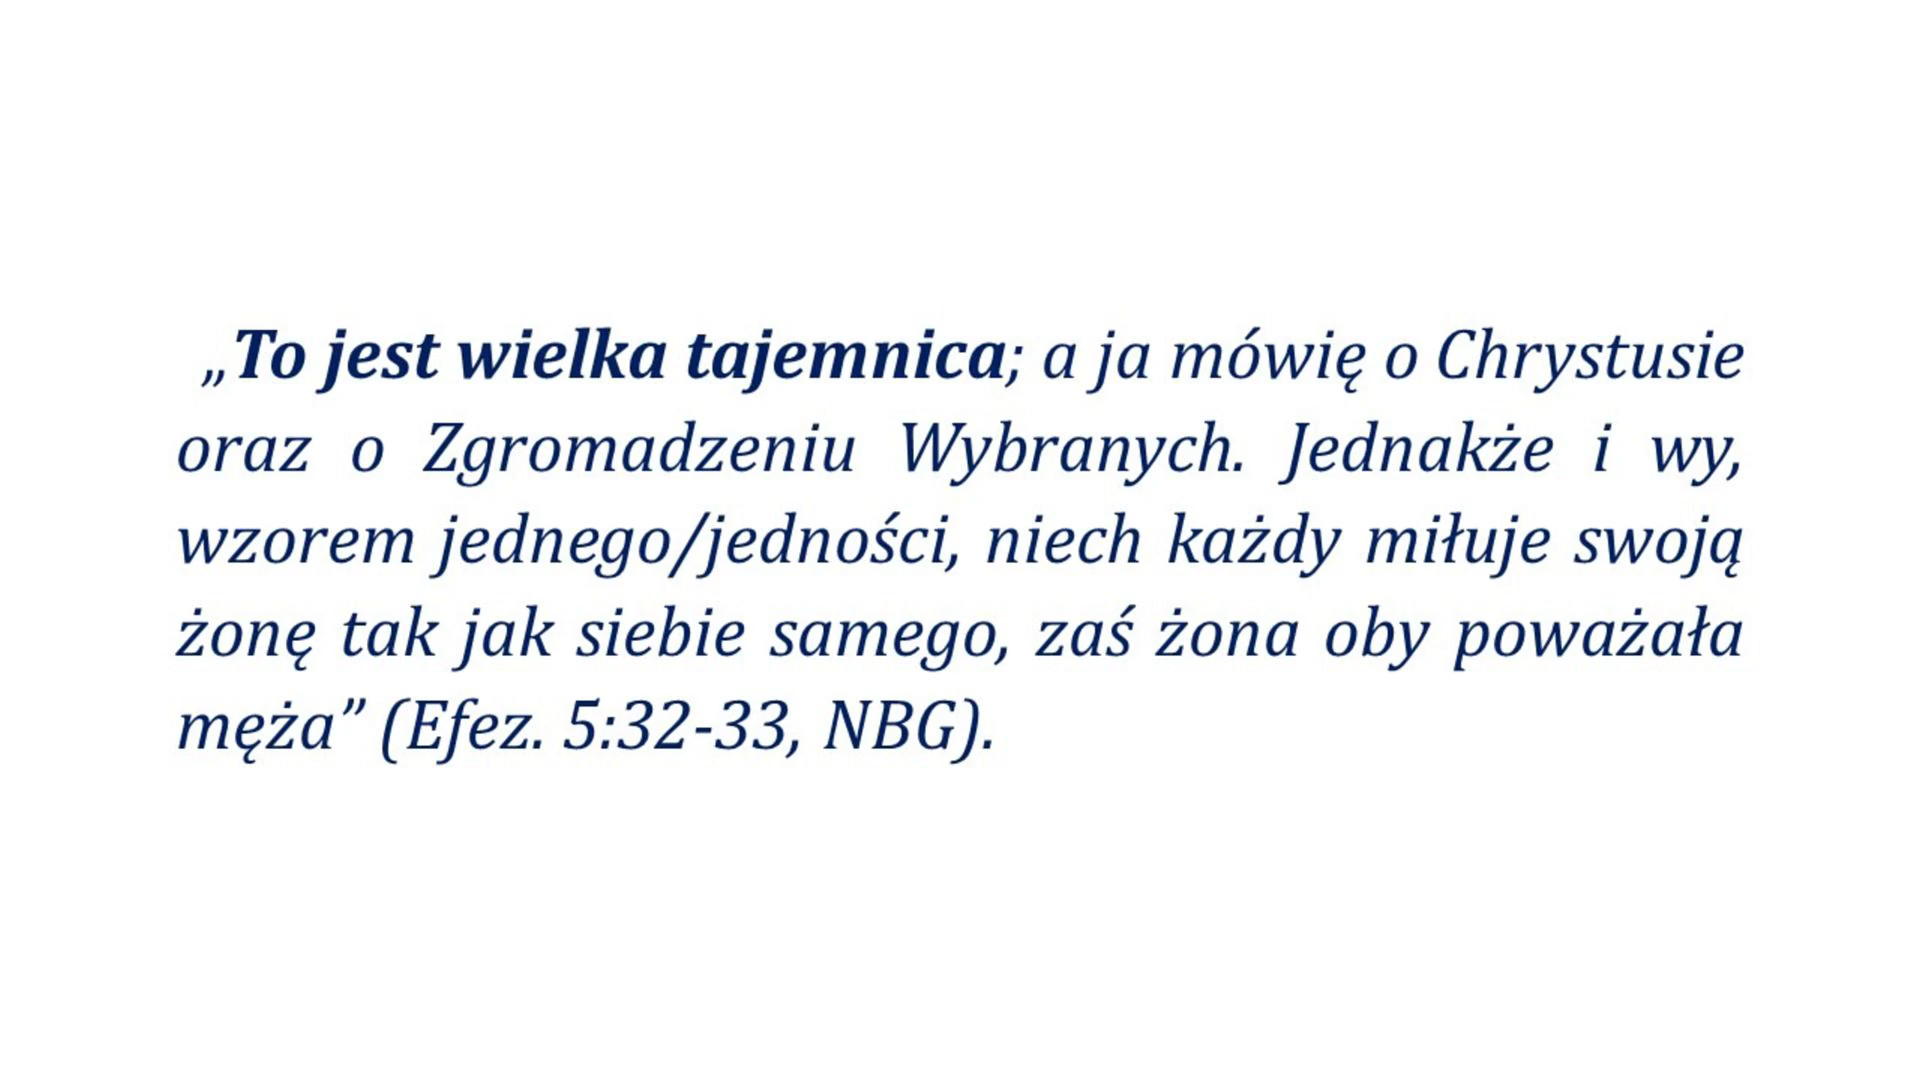 „To jest wielka tajemnica; a ja mówię o Chrystusie
oraz o Zgromadzeniu Wybranych. Jednakże i wy,
wzorem jednego/jedności, niech każdy miłuje swoją
żonę tak jak siebie samego, zaś żona oby poważała
męża” (Efez. 5:32-33, NBG).